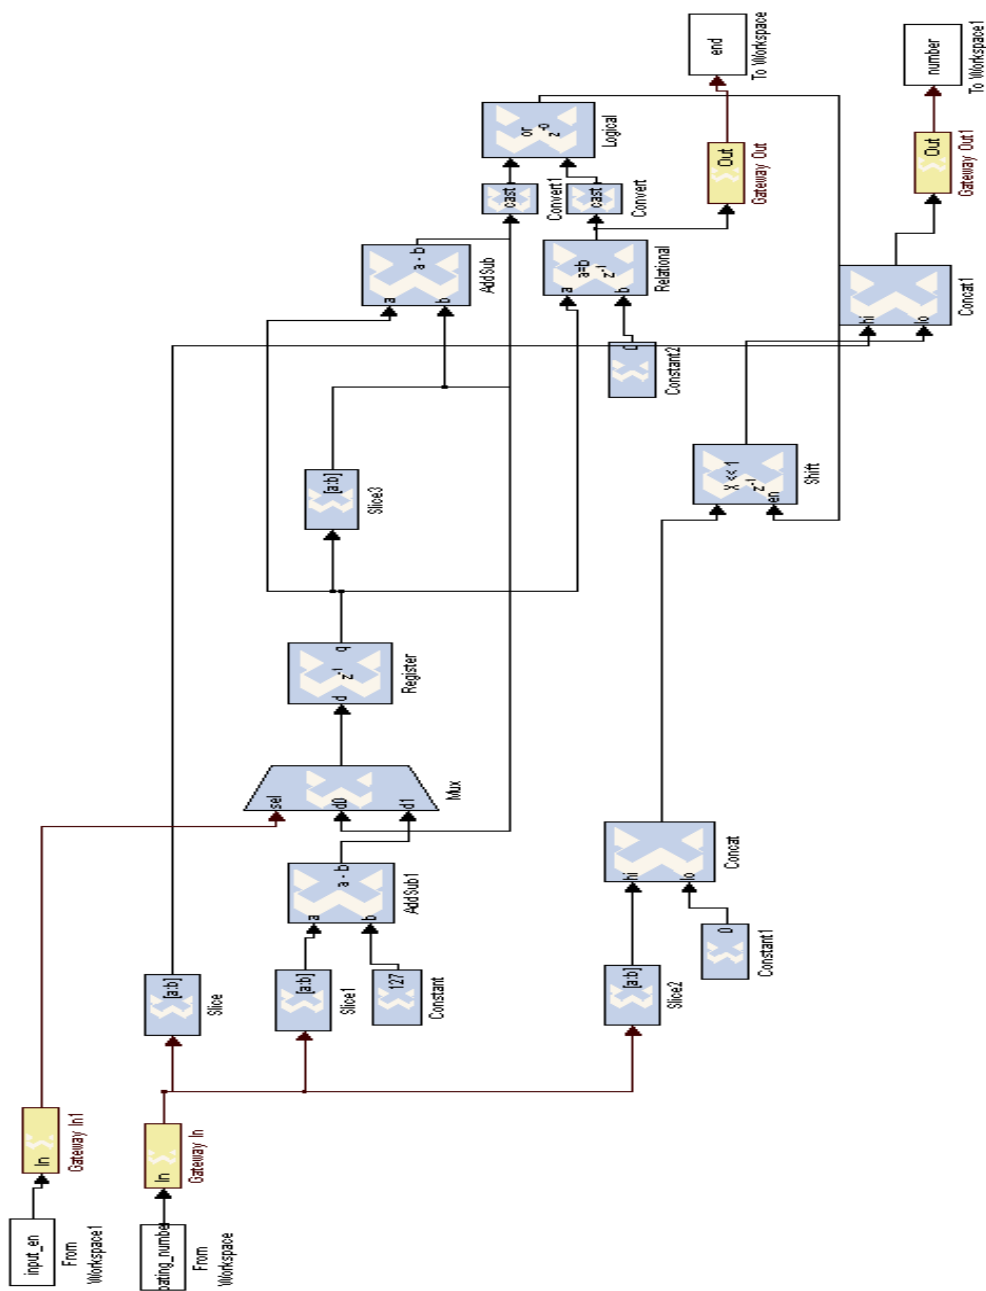 input_en
From
Workspace1
In
Gateway In1
oating_numbe
From
Workspace
In
Gateway In
[a:b]
Slice
[a:b]
Slice1
127
Constant
[a:b]
Slice2
0
Constant1
a
b
a - b
AddSub1
hi
lo
Concat
sel
d0
d1
Mux
d
z-1
q
Register
[a:b]
Slice3
X << 1
z-1
en
Shift
a
b
a - b
AddSub
a
b
a=b
z-1
Relational
Constant2
hi
lo
Concat1
cast
Convert1
cast
Convert
or
z-0
Logical
Out
Gateway Out
Out
Gateway Out1
end
To Workspace
number
To Workspace1